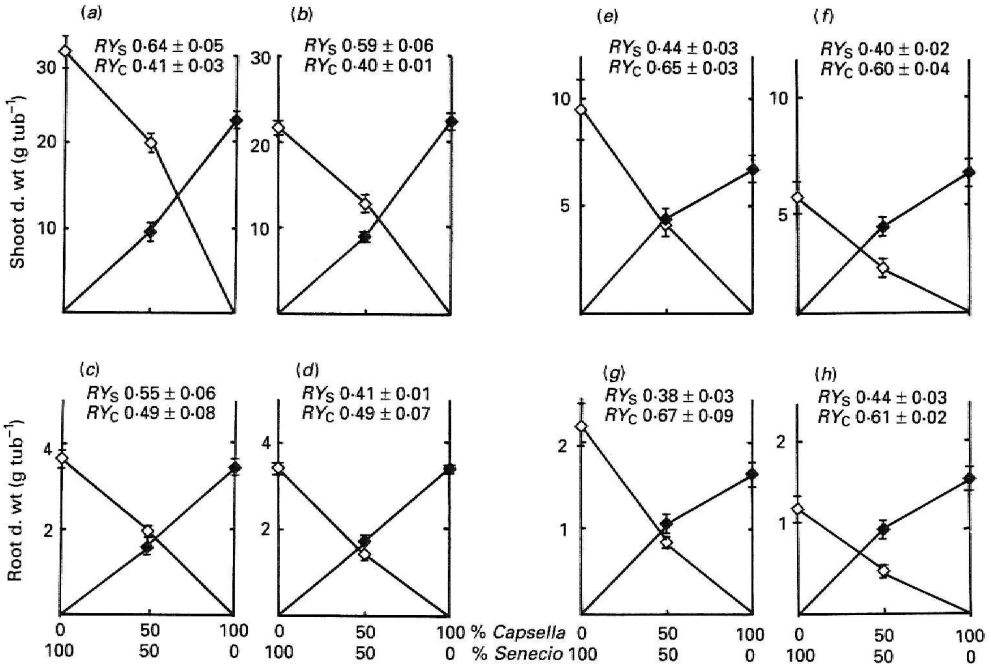 (a)
RYS 0·64 ± 0·05
RYC 0·41 ± 0·03
(b)
RYS 0·59 ± 0·06
RYC 0·40 ± 0·01
(e)
RYS 0·44 ± 0·03
RYC 0·65 ± 0·03
(f)
RYS 0·40 ± 0·02
RYC 0·60 ± 0·04
Shoot d. wt (g tub⁻¹)
30
20
10
30
20
10
10
5
10
5
(c)
RYS 0·55 ± 0·06
RYC 0·49 ± 0·08
(d)
RYS 0·41 ± 0·01
RYC 0·49 ± 0·07
(g)
RYS 0·38 ± 0·03
RYC 0·67 ± 0·09
(h)
RYS 0·44 ± 0·03
RYC 0·61 ± 0·02
Root d. wt (g tub⁻¹)
4
2
4
2
2
1
2
1
0 50 100 0 50 100 % Capsella 0 50 100 0 50 100
100 50 0 100 50 0 % Senecio 100 50 0 100 50 0